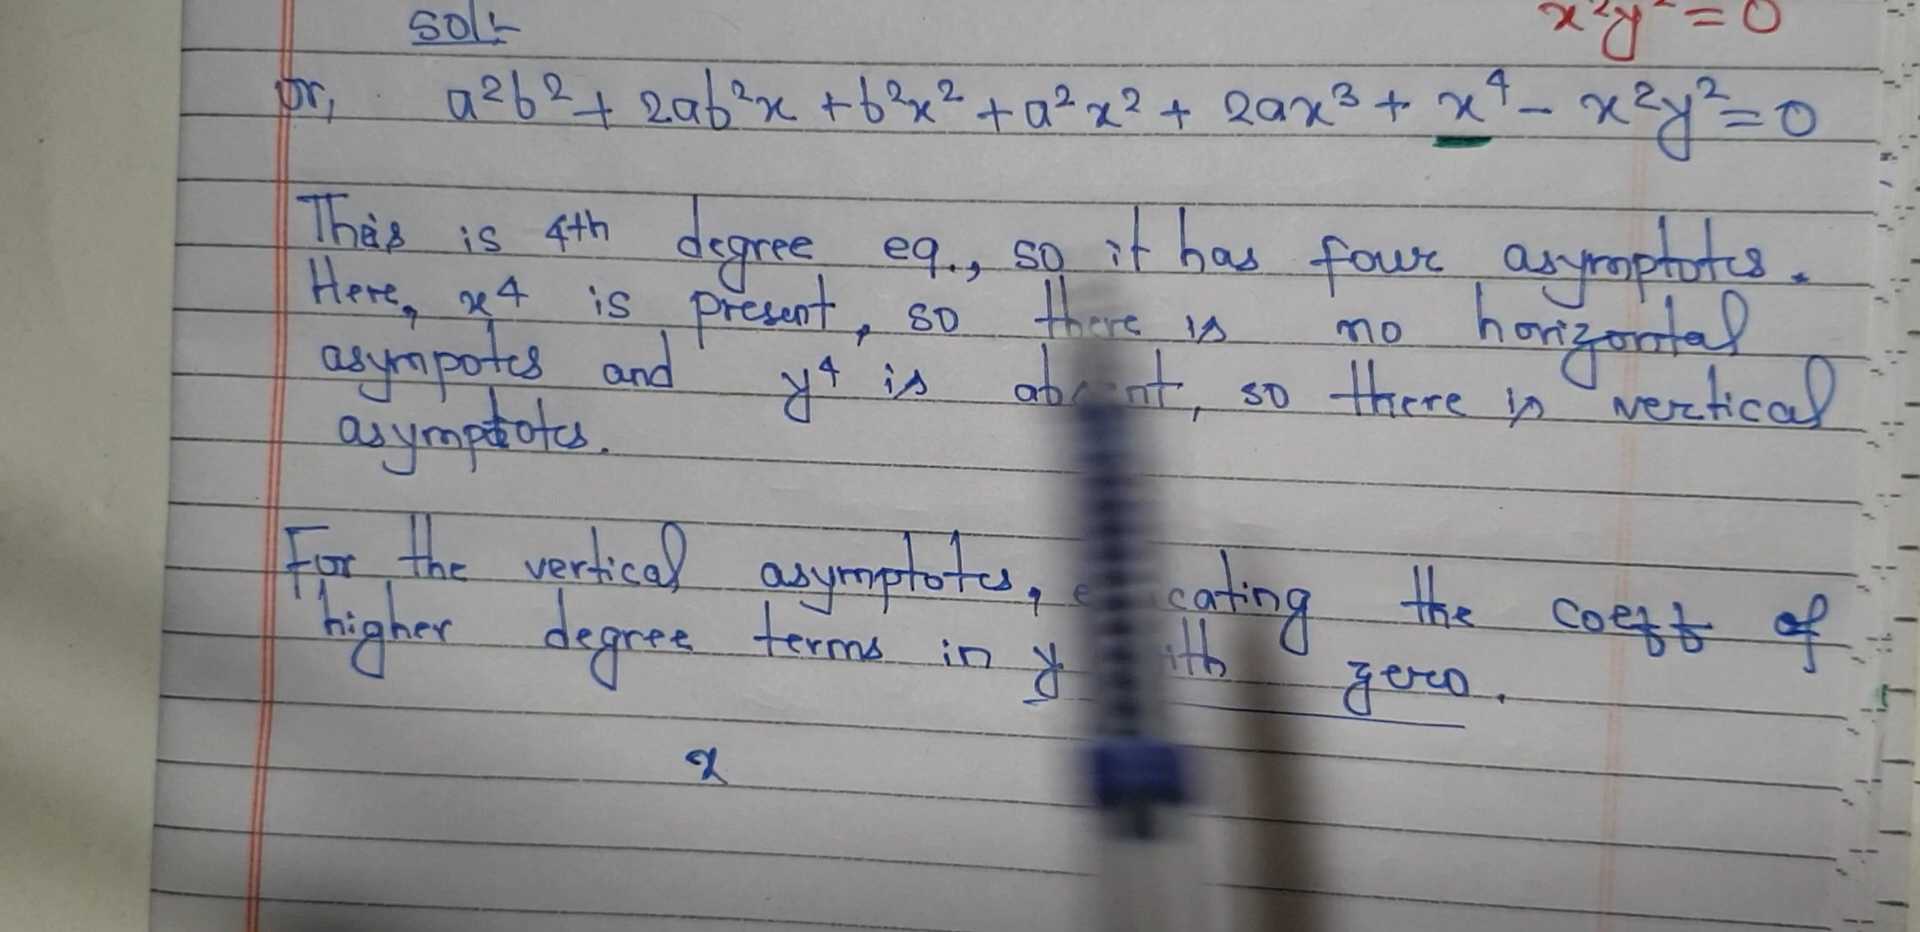 x²y² = 0
Sol:-
or, a²b² + 2ab²x + b²x² + a²x² + 2ax³ + x⁴ - x²y² = 0
This is 4th degree eq., so it has four asymptotes.
Here, x⁴ is present, so there is no horizontal
asympotes and y⁴ is absent, so there is vertical
asymptotes.
For the vertical asymptotes, the coeff of
higher degree terms in y zero.
x